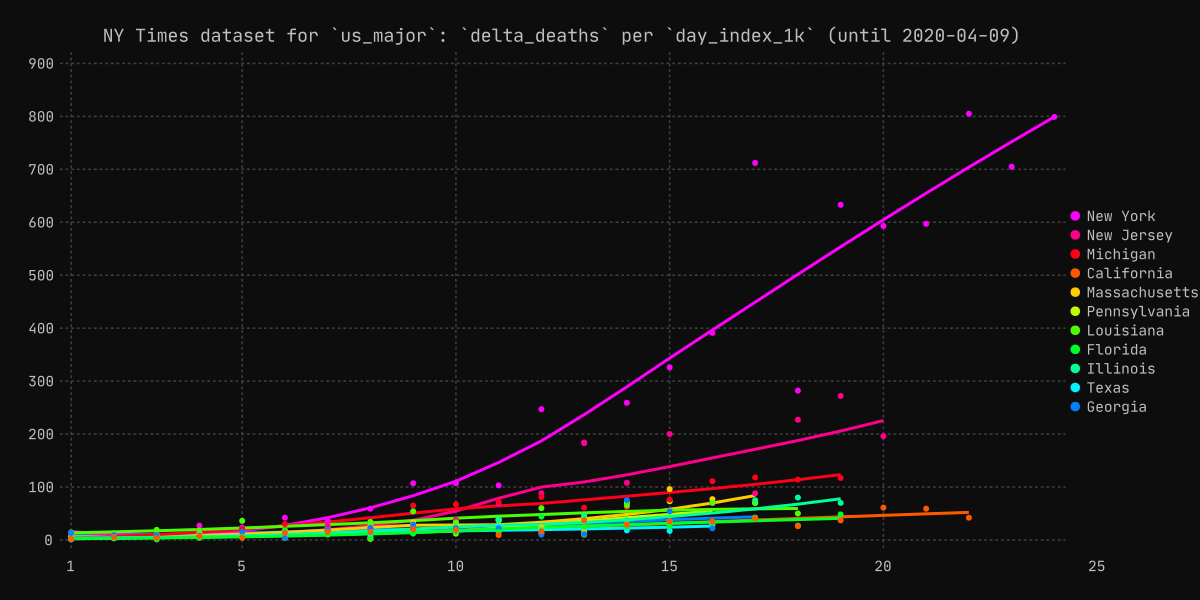 NY Times dataset for `us_major`: `delta_deaths` per `day_index_1k` (until 2020-04-09)
900
800
700
600
500
400
300
200
100
0
1 5 10 15 20 25
New York
New Jersey
Michigan
California
Massachusetts
Pennsylvania
Louisiana
Florida
Illinois
Texas
Georgia